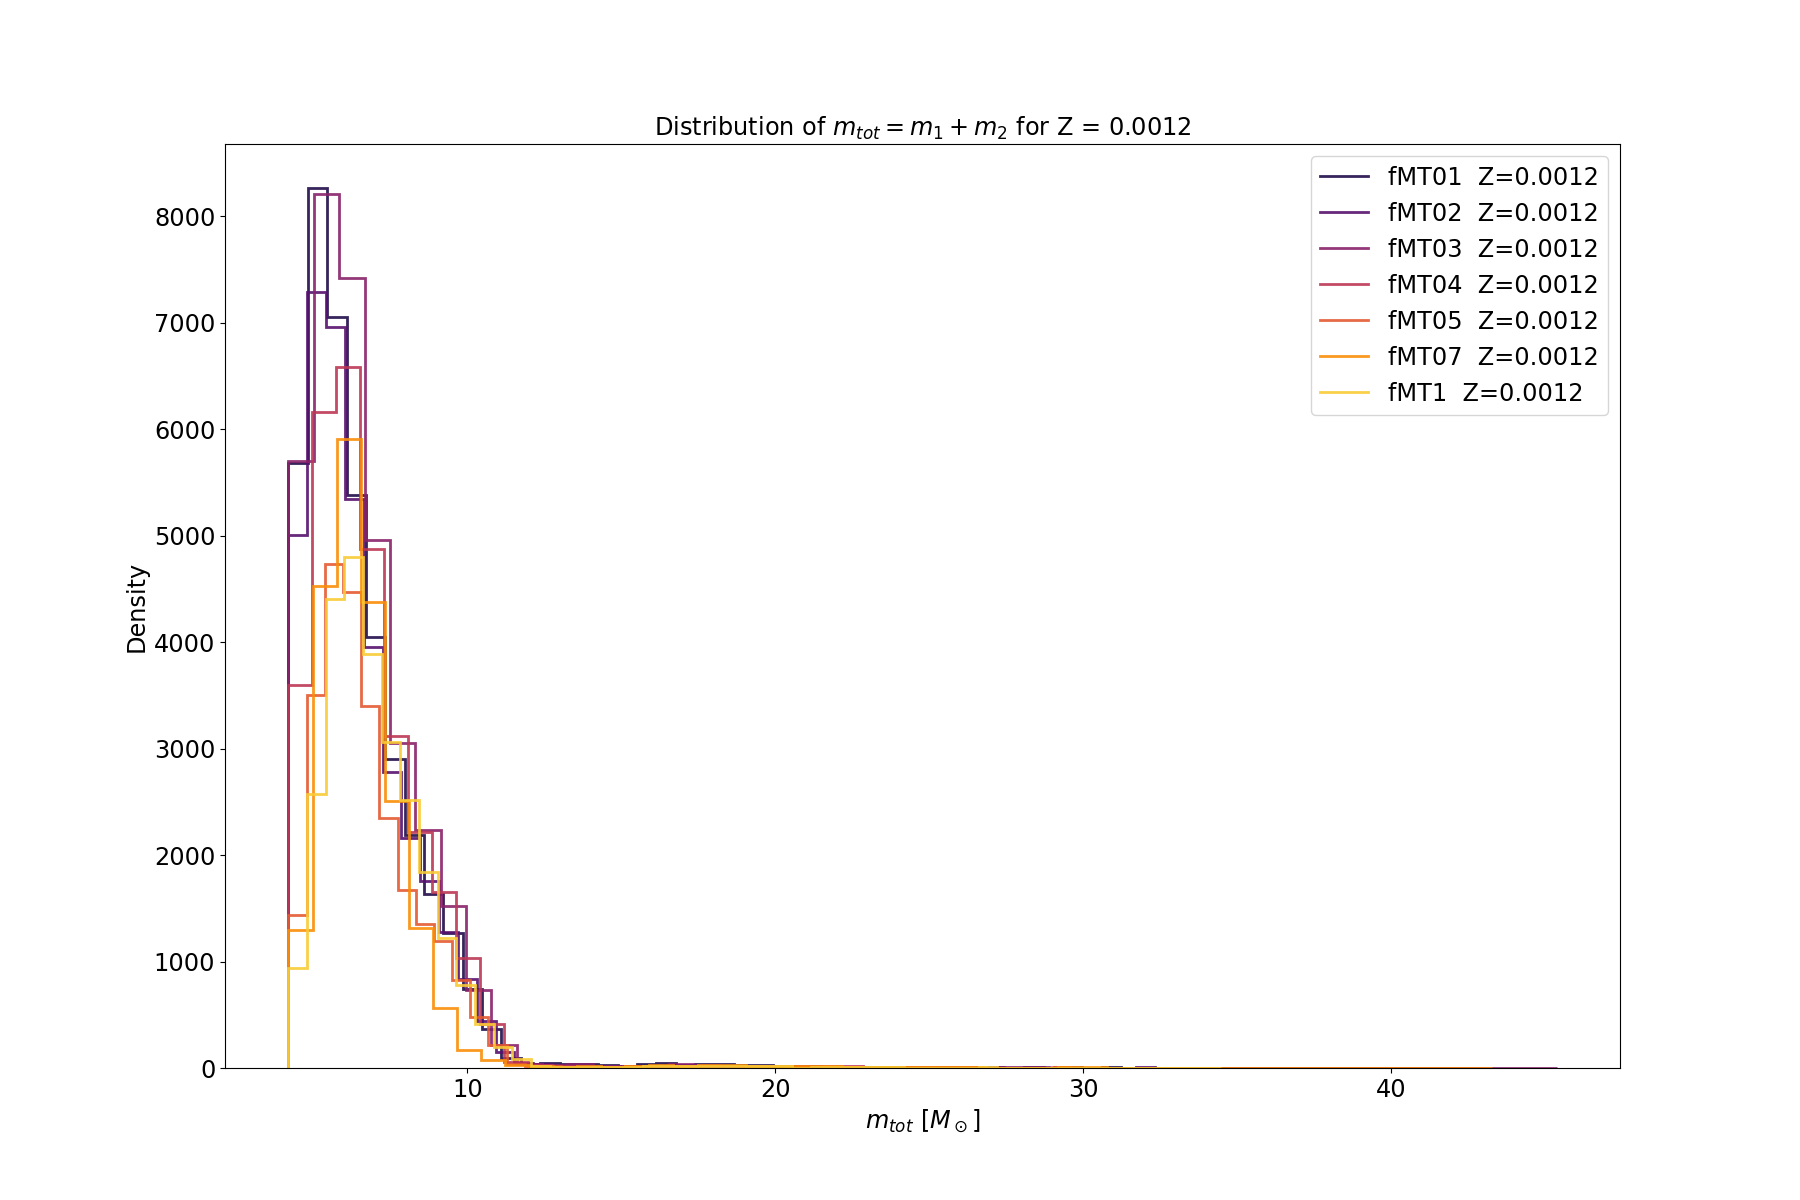 Distribution of m_tot = m_1 + m_2 for Z = 0.0012
fMT01 Z=0.0012
fMT02 Z=0.0012
fMT03 Z=0.0012
fMT04 Z=0.0012
fMT05 Z=0.0012
fMT07 Z=0.0012
fMT1 Z=0.0012
8000
7000
6000
5000
4000
3000
2000
1000
0
Density
10 20 30 40
m_tot [M_⊙]